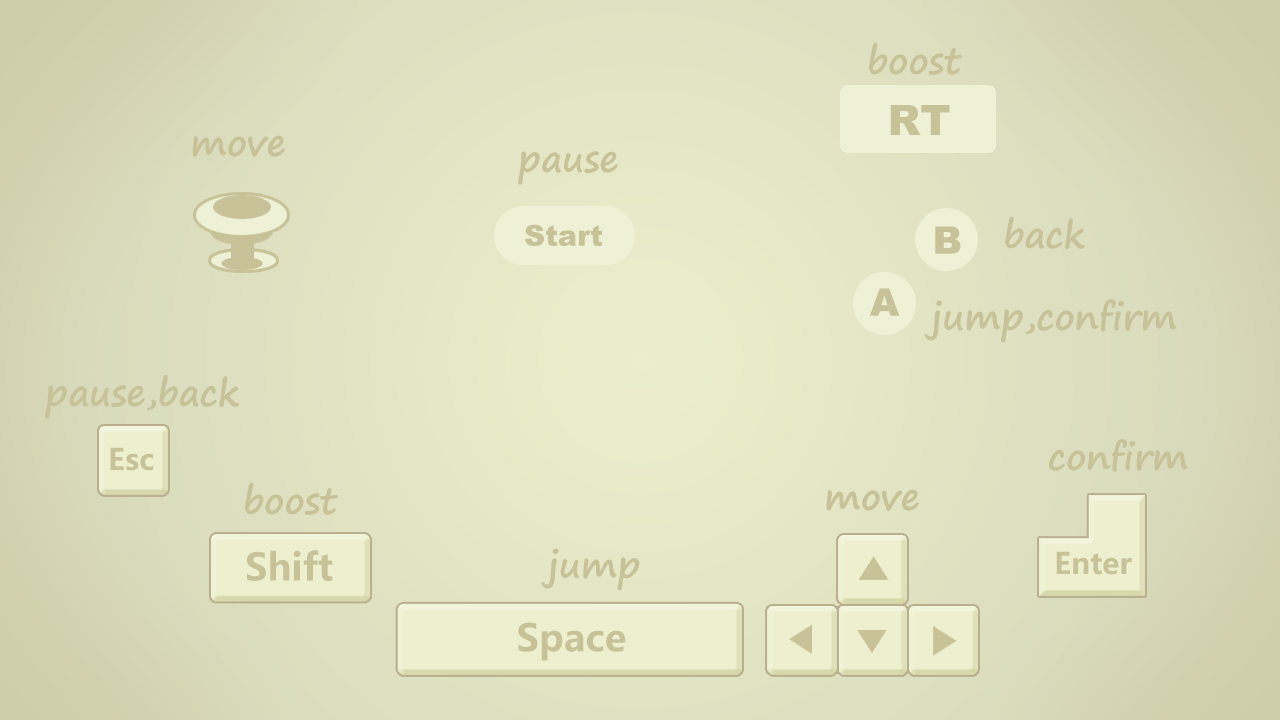 boost
RT
move
pause
Start
B back
A jump,confirm
pause,back
Esc
confirm
boost
move
Shift
jump
Enter
Space